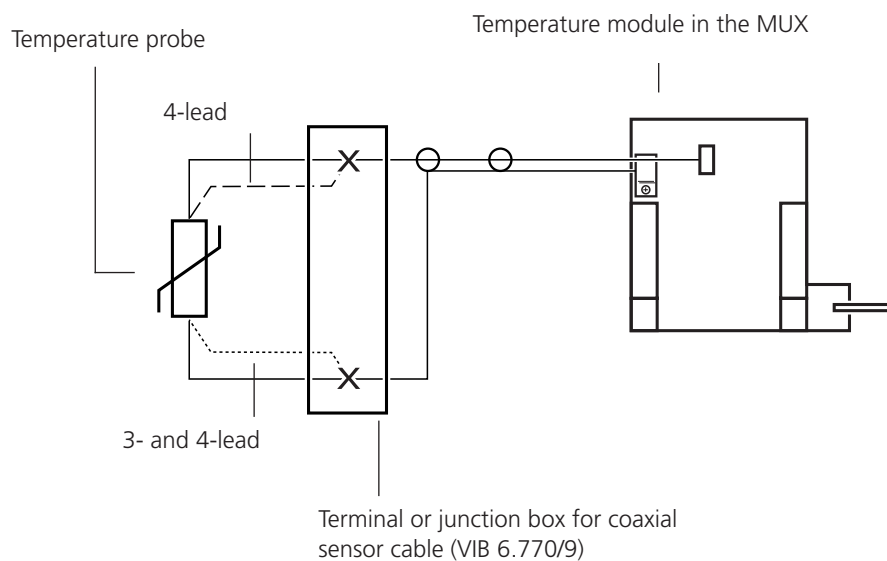 Temperature probe
Temperature module in the MUX
4-lead
3- and 4-lead
Terminal or junction box for coaxial
sensor cable (VIB 6.770/9)